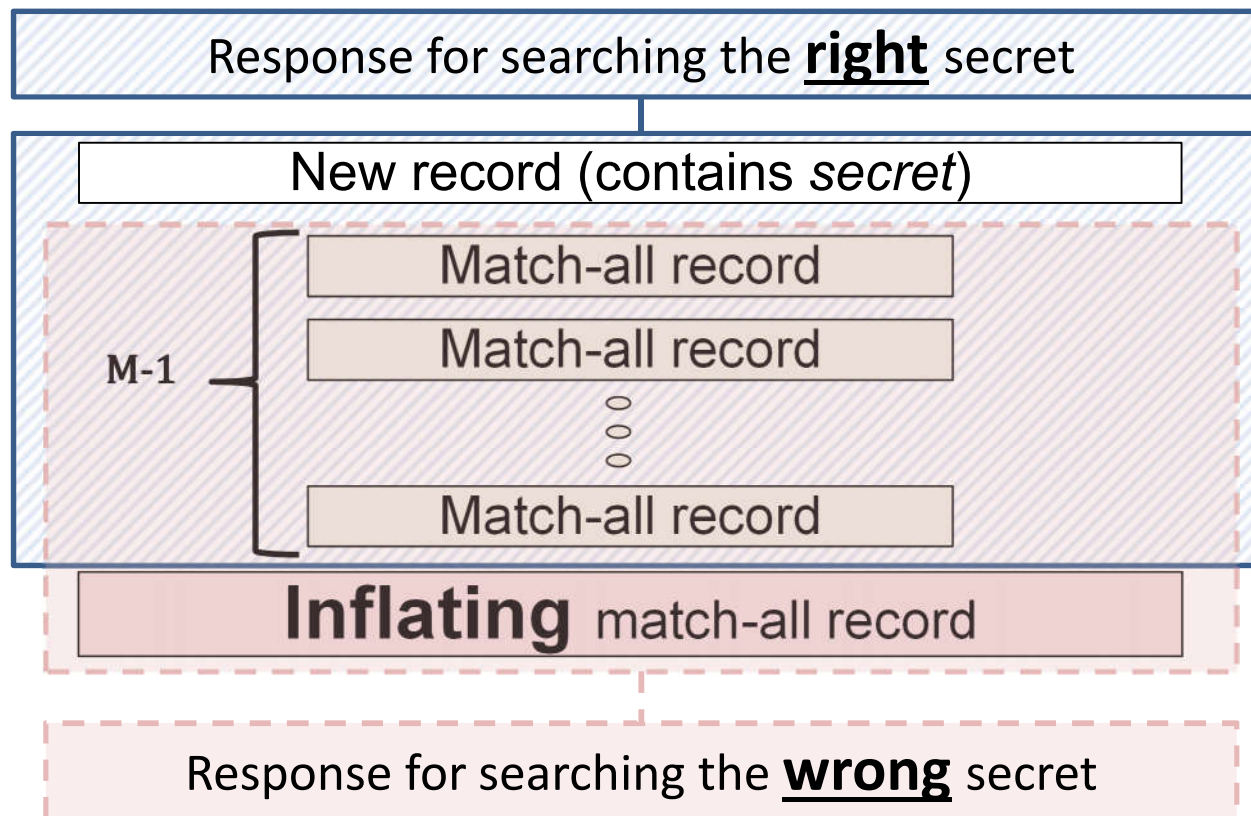 Response for searching the right secret
New record (contains secret)
Match-all record
Match-all record
M-1
Match-all record
Inflating match-all record
Response for searching the wrong secret